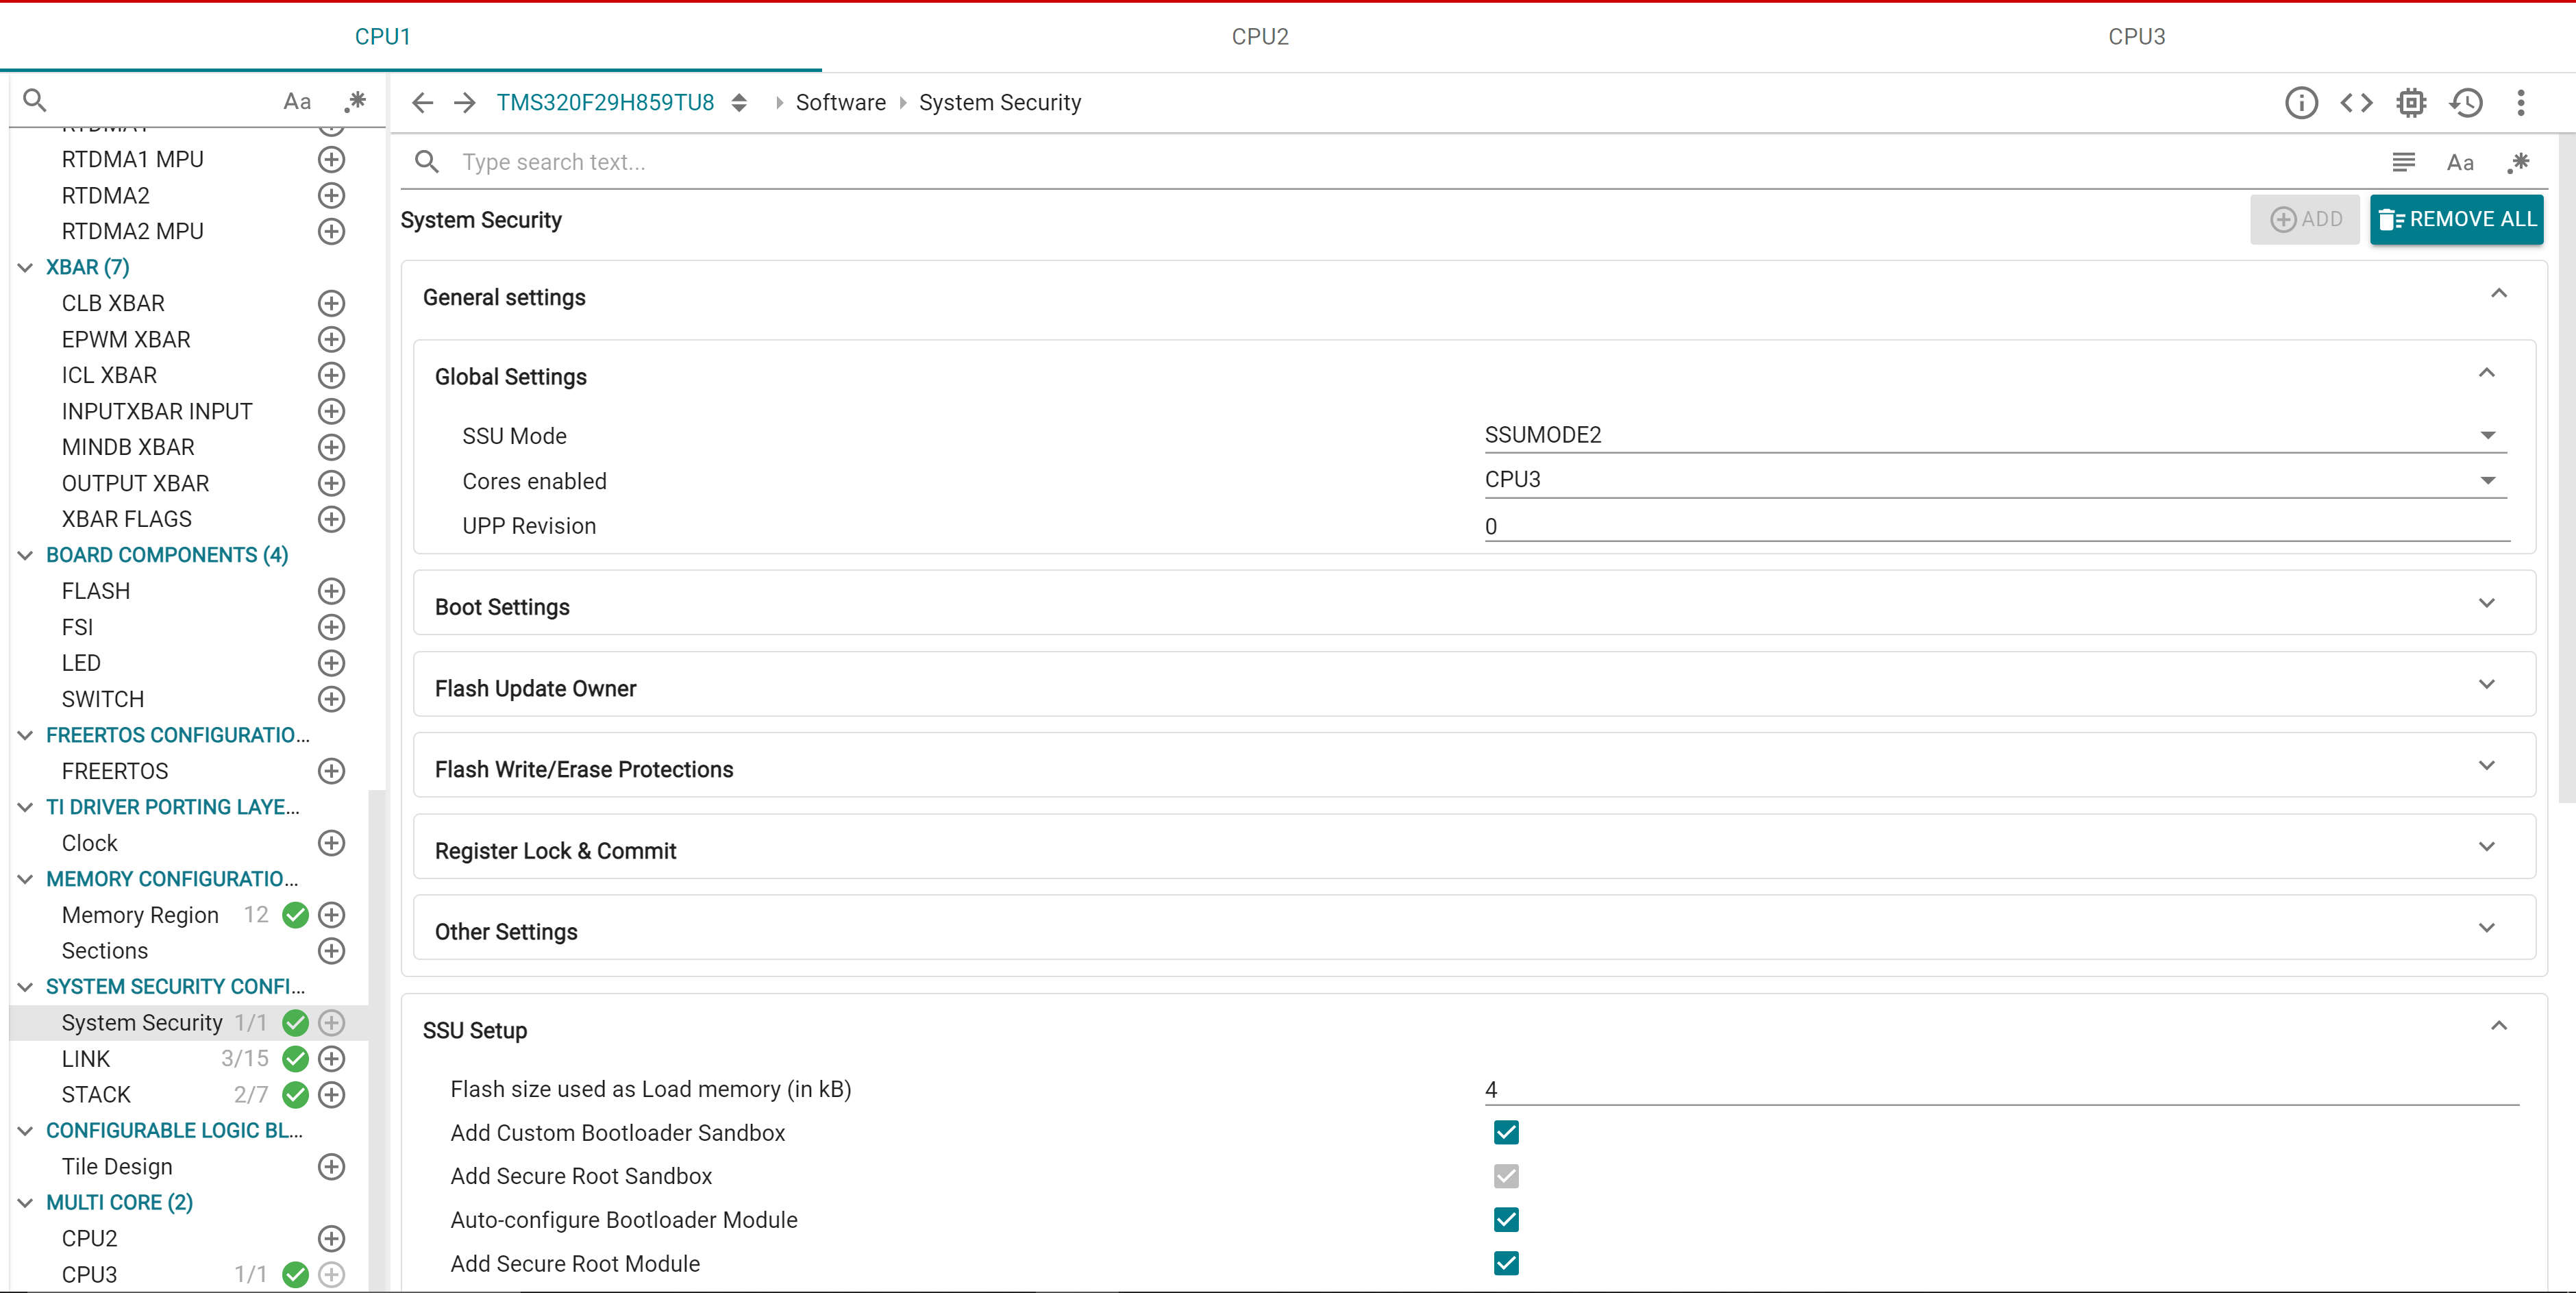 CPU1
CPU2
CPU3
Aa
.*
RTDMA1
RTDMA1 MPU
RTDMA2
RTDMA2 MPU
XBAR (7)
CLB XBAR
EPWM XBAR
ICL XBAR
INPUTXBAR INPUT
MINDB XBAR
OUTPUT XBAR
XBAR FLAGS
BOARD COMPONENTS (4)
FLASH
FSI
LED
SWITCH
FREERTOS CONFIGURATIO...
FREERTOS
TI DRIVER PORTING LAYE...
Clock
MEMORY CONFIGURATIO...
Memory Region 12
Sections
SYSTEM SECURITY CONFI...
System Security 1/1
LINK 3/15
STACK 2/7
CONFIGURABLE LOGIC BL...
Tile Design
MULTI CORE (2)
CPU2
CPU3 1/1
TMS320F29H859TU8 Software System Security
Type search text...
Aa
.*
System Security
ADD
REMOVE ALL
General settings
Global Settings
SSU Mode SSUMODE2
Cores enabled CPU3
UPP Revision 0
Boot Settings
Flash Update Owner
Flash Write/Erase Protections
Register Lock & Commit
Other Settings
SSU Setup
Flash size used as Load memory (in kB) 4
Add Custom Bootloader Sandbox
Add Secure Root Sandbox
Auto-configure Bootloader Module
Add Secure Root Module